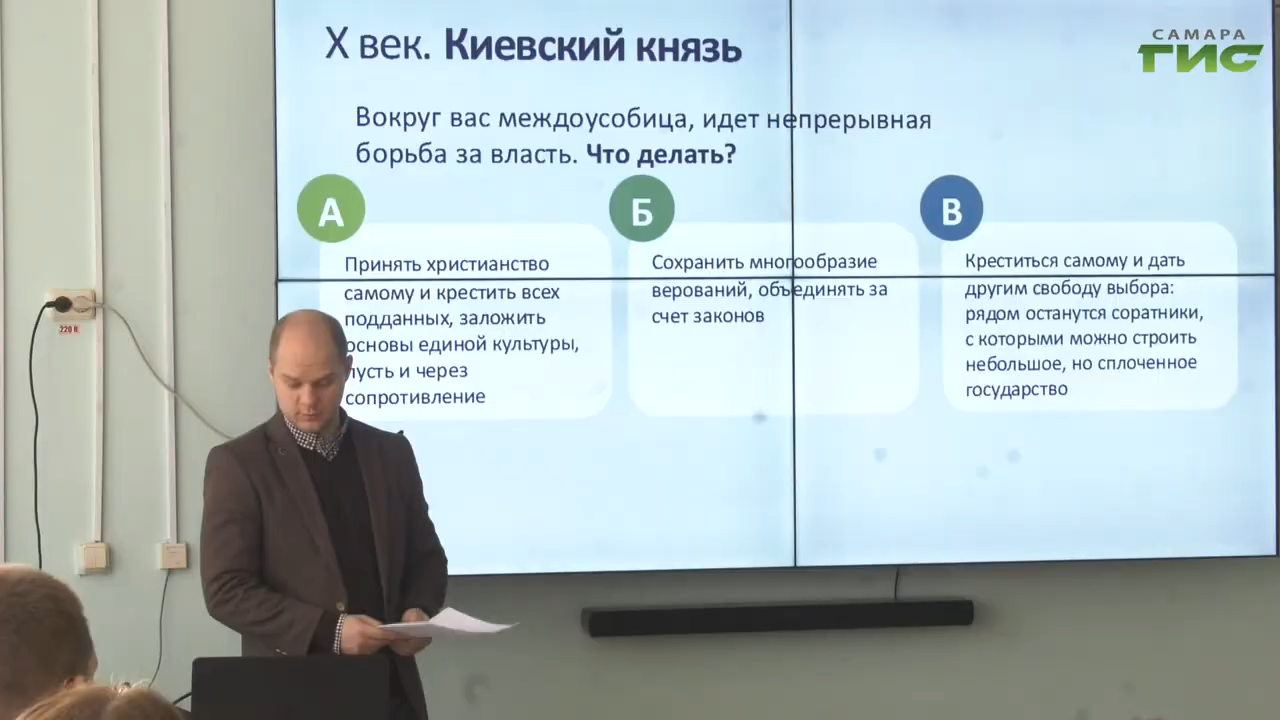 X век. Киевский князь
САМАРА
ГИС
Вокруг вас междоусобица, идет непрерывная
борьба за власть. Что делать?
А
Принять христианство
самому и крестить всех
подданных, заложить
основы единой культуры,
пусть и через
сопротивление
Б
Сохранить многообразие
верований, объединять за
счет законов
В
Креститься самому и дать
другим свободу выбора:
рядом останутся соратники,
с которыми можно строить
небольшое, но сплоченное
государство
220 В